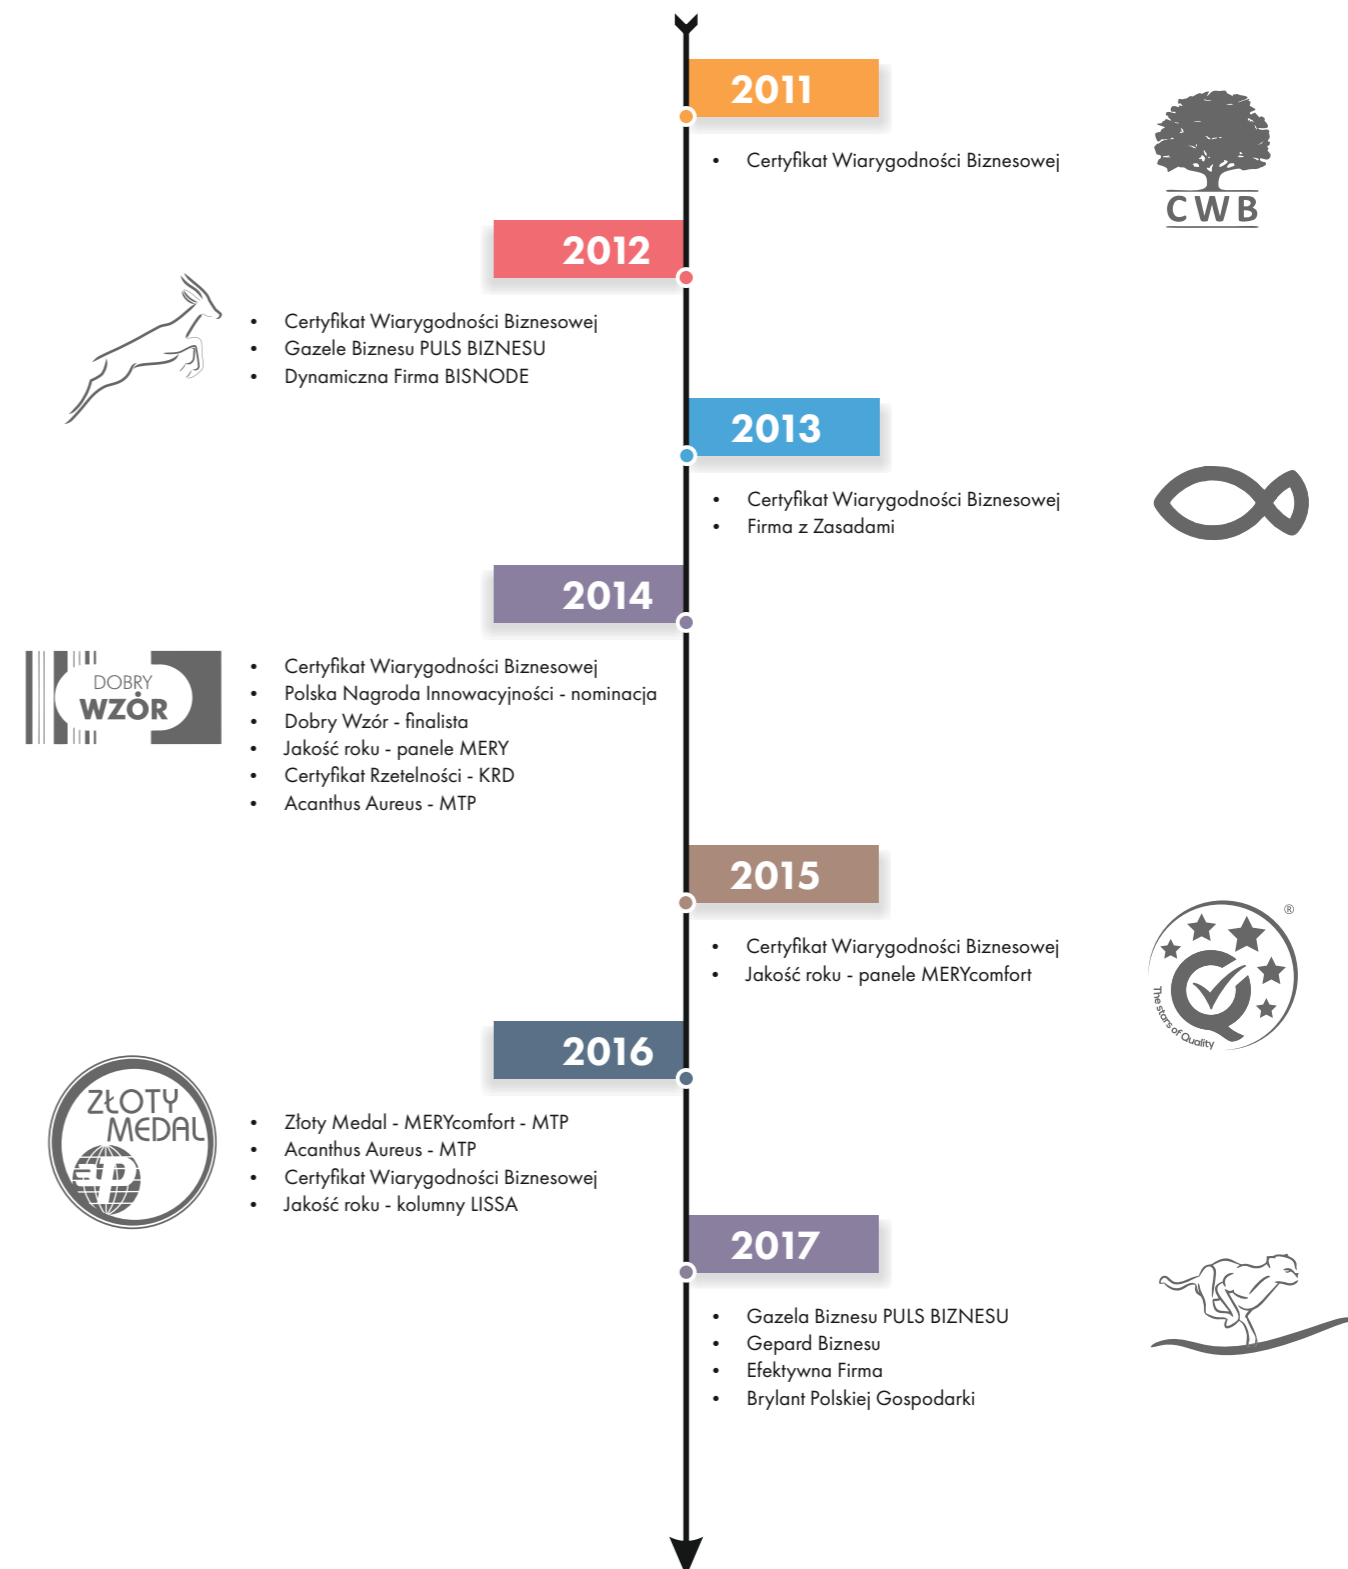 2011
• Certyfikat Wiarygodności Biznesowej
CWB
2012
• Certyfikat Wiarygodności Biznesowej
• Gazele Biznesu PULS BIZNESU
• Dynamiczna Firma BISNODE
2013
• Certyfikat Wiarygodności Biznesowej
• Firma z Zasadami
2014
DOBRY
WZÓR
• Certyfikat Wiarygodności Biznesowej
• Polska Nagroda Innowacyjności - nominacja
• Dobry Wzór - finalista
• Jakość roku - panele MERY
• Certyfikat Rzetelności - KRD
• Acanthus Aureus - MTP
2015
• Certyfikat Wiarygodności Biznesowej
• Jakość roku - panele MERYcomfort
®
Q
The stars of Quality
2016
ZŁOTY
MEDAL
• Złoty Medal - MERYcomfort - MTP
• Acanthus Aureus - MTP
• Certyfikat Wiarygodności Biznesowej
• Jakość roku - kolumny LISSA
2017
• Gazela Biznesu PULS BIZNESU
• Gepard Biznesu
• Efektywna Firma
• Brylant Polskiej Gospodarki